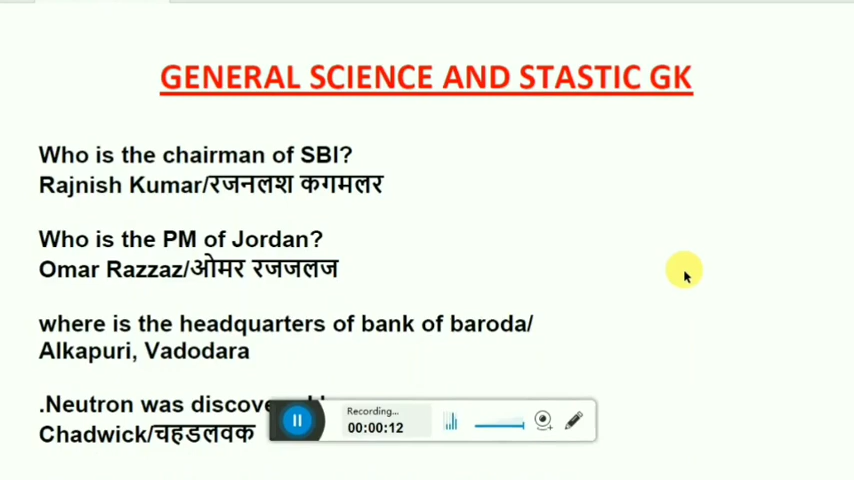 GENERAL SCIENCE AND STASTIC GK
Who is the chairman of SBI?
Rajnish Kumar/रजनलश कगमलर
Who is the PM of Jordan?
Omar Razzaz/ओमर रजजलज
where is the headquarters of bank of baroda/
Alkapuri, Vadodara
.Neutron was
Chadwick/चहडलवक
Recording...
00:00:12